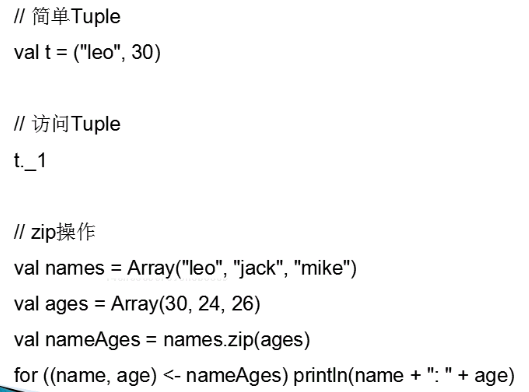 // 简单Tuple
val t = ("leo", 30)
// 访问Tuple
t._1
// zip操作
val names = Array("leo", "jack", "mike")
val ages = Array(30, 24, 26)
val nameAges = names.zip(ages)
for ((name, age) <- nameAges) println(name + ": " + age)